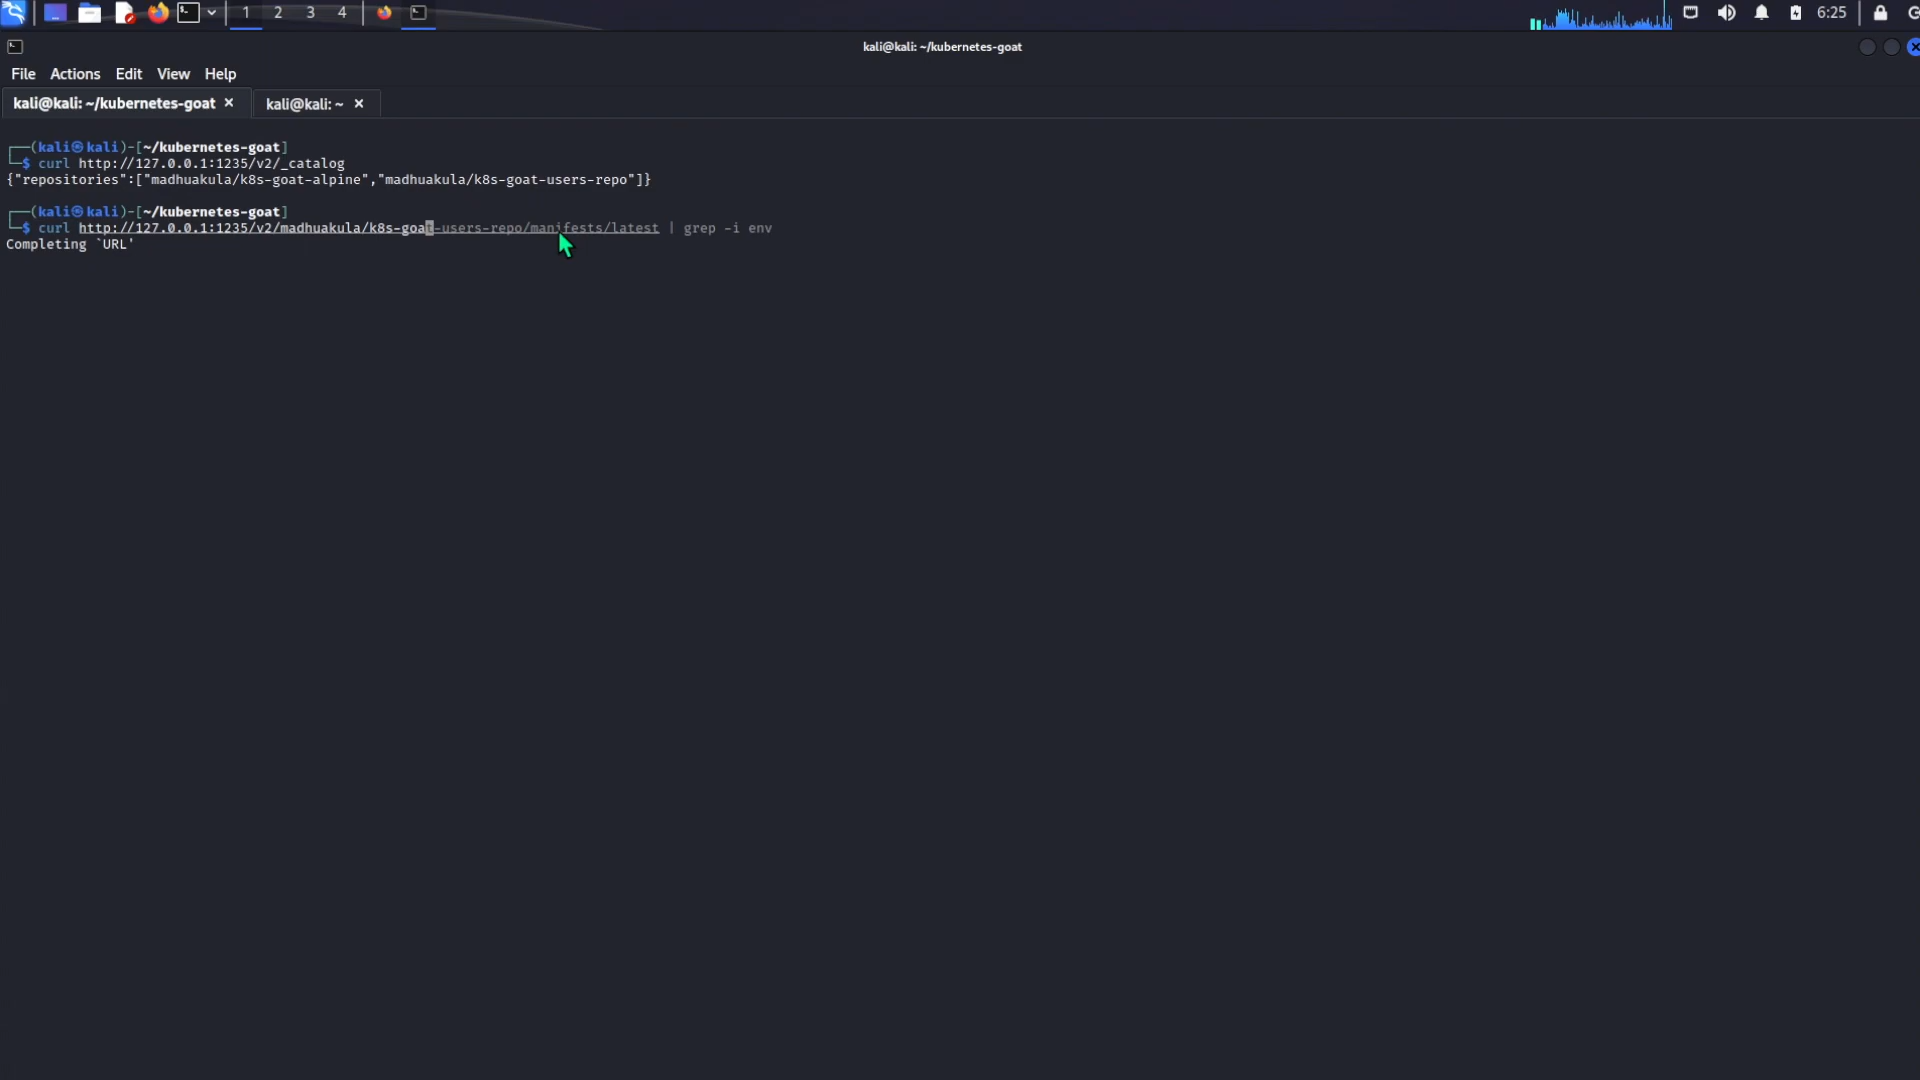 1 2 3 4 6:25
kali@kali: ~/kubernetes-goat
File Actions Edit View Help
kali@kali: ~/kubernetes-goat × kali@kali: ~ ×
┌──(kali㉿kali)-[~/kubernetes-goat]
└─$ curl http://127.0.0.1:1235/v2/_catalog
{"repositories":["madhuakula/k8s-goat-alpine","madhuakula/k8s-goat-users-repo"]}
┌──(kali㉿kali)-[~/kubernetes-goat]
└─$ curl http://127.0.0.1:1235/v2/madhuakula/k8s-goat-users-repo/manifests/latest | grep -i env
Completing `URL'